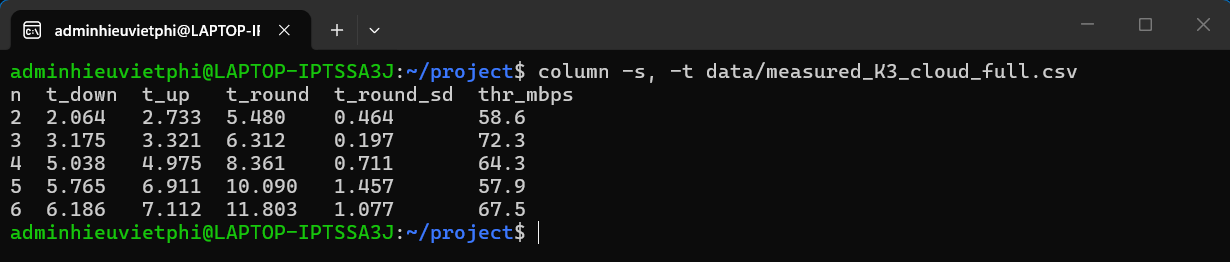 adminhieuvietphi@LAPTOP-IF
adminhieuvietphi@LAPTOP-IPTSSA3J:~/project$ column -s, -t data/measured_K3_cloud_full.csv
n  t_down  t_up   t_round  t_round_sd  thr_mbps
2  2.064   2.733  5.480    0.464       58.6
3  3.175   3.321  6.312    0.197       72.3
4  5.038   4.975  8.361    0.711       64.3
5  5.765   6.911  10.090   1.457       57.9
6  6.186   7.112  11.803   1.077       67.5
adminhieuvietphi@LAPTOP-IPTSSA3J:~/project$